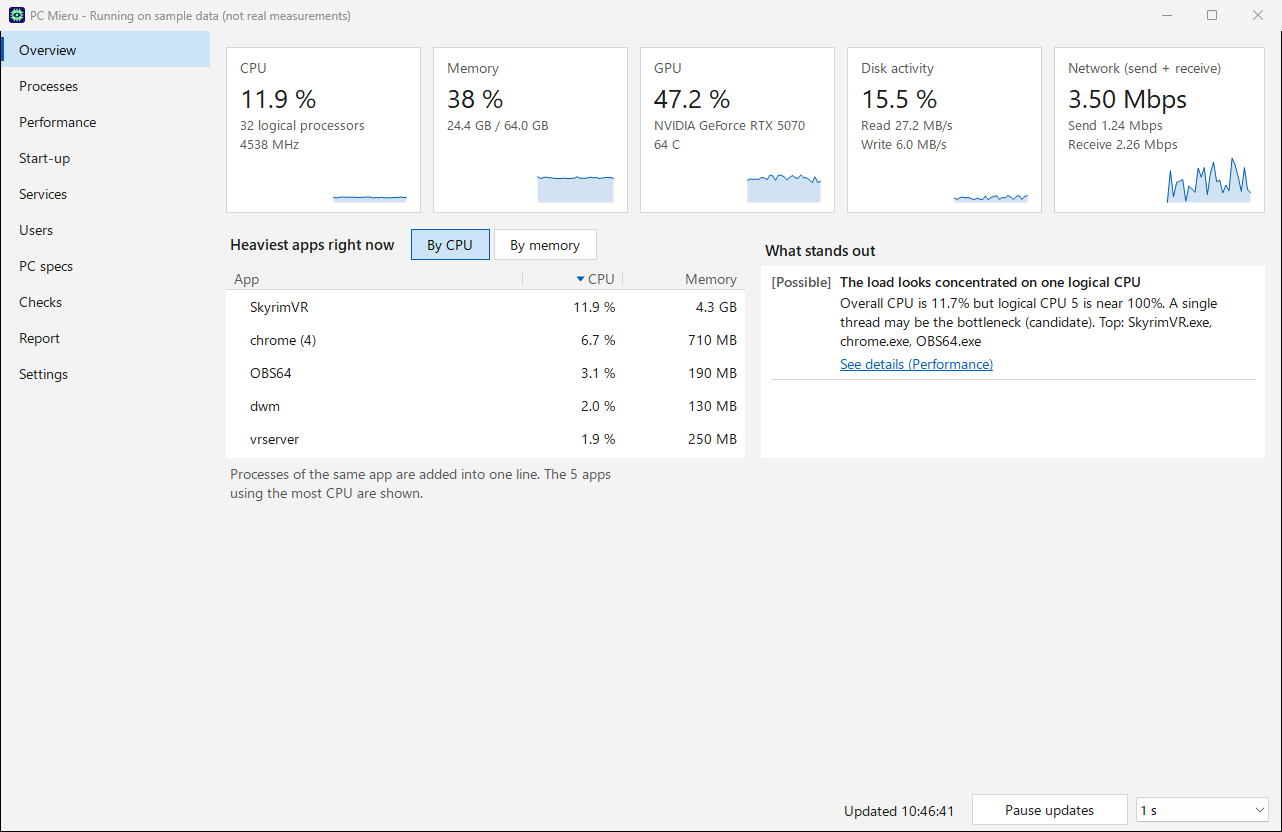 PC Mieru - Running on sample data (not real measurements)
Overview
Processes
Performance
Start-up
Services
Users
PC specs
Checks
Report
Settings
CPU
11.9 %
32 logical processors
4538 MHz
Memory
38 %
24.4 GB / 64.0 GB
GPU
47.2 %
NVIDIA GeForce RTX 5070
64 C
Disk activity
15.5 %
Read 27.2 MB/s
Write 6.0 MB/s
Network (send + receive)
3.50 Mbps
Send 1.24 Mbps
Receive 2.26 Mbps
Heaviest apps right now
By CPU
By memory
App CPU Memory
SkyrimVR 11.9 % 4.3 GB
chrome (4) 6.7 % 710 MB
OBS64 3.1 % 190 MB
dwm 2.0 % 130 MB
vrserver 1.9 % 250 MB
Processes of the same app are added into one line. The 5 apps
using the most CPU are shown.
What stands out
[Possible] The load looks concentrated on one logical CPU
Overall CPU is 11.7% but logical CPU 5 is near 100%. A single
thread may be the bottleneck (candidate). Top: SkyrimVR.exe,
chrome.exe, OBS64.exe
See details (Performance)
Updated 10:46:41
Pause updates
1 s